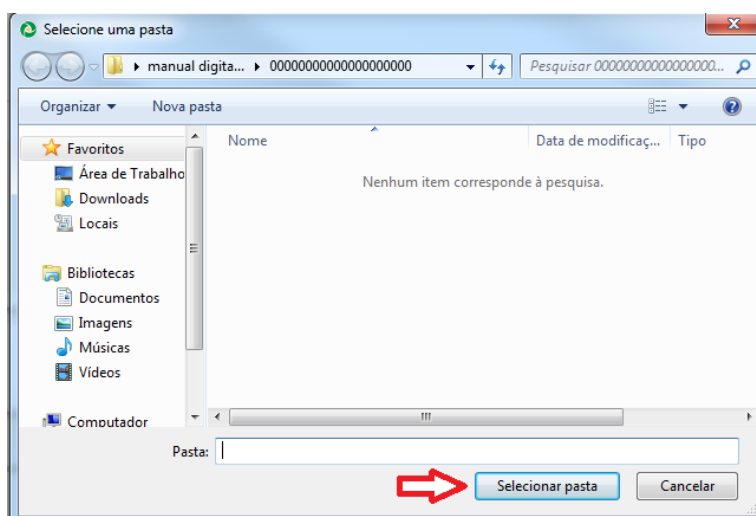 Selecione uma pasta
manual digita... 00000000000000000000 Pesquisar 0000000000000000...
Organizar Nova pasta
Favoritos
Área de Trabalho
Downloads
Locais
Bibliotecas
Documentos
Imagens
Músicas
Vídeos
Computador
Nome Data de modificaç... Tipo
Nenhum item corresponde à pesquisa.
Pasta:
Selecionar pasta Cancelar